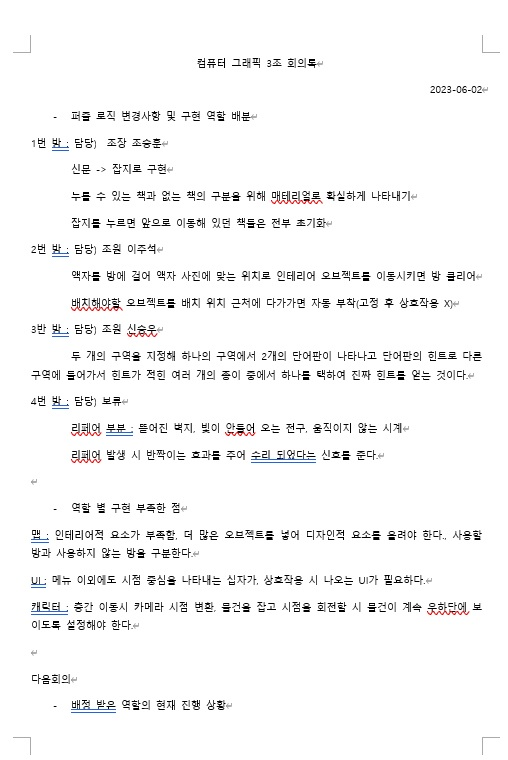 컴퓨터 그래픽 3조 회의록
2023-06-02
- 퍼즐 로직 변경사항 및 구현 역할 배분
1번 방 : 담당) 조장 조승훈
신문 -> 잡지로 구현
누를 수 있는 책과 없는 책의 구분을 위해 매테리얼로 확실하게 나타내기
잡지를 누르면 앞으로 이동해 있던 책들은 전부 초기화
2번 방 : 담당) 조원 이주석
액자를 방에 걸어 액자 사진에 맞는 위치로 인테리어 오브젝트를 이동시키면 방 클리어
배치해야할 오브젝트를 배치 위치 근처에 다가가면 자동 부착(고정 후 상호작용 X)
3번 방 : 담당) 조원 신승우
두 개의 구역을 지정해 하나의 구역에서 2개의 단어판이 나타나고 단어판의 힌트로 다른
구역에 들어가서 힌트가 적힌 여러 개의 종이 중에서 하나를 택하여 진짜 힌트를 얻는 것이다.
4번 방 : 담당) 보류
리페어 부분 : 뜯어진 벽지, 빛이 안들어 오는 전구, 움직이지 않는 시계
리페어 발생 시 반짝이는 효과를 주어 수리 되었다는 신호를 준다.
- 역할 별 구현 부족한 점
맵 : 인테리어적 요소가 부족함, 더 많은 오브젝트를 넣어 디자인적 요소를 올려야 한다., 사용할
방과 사용하지 않는 방을 구분한다.
UI : 메뉴 이외에도 시점 중심을 나타내는 십자가, 상호작용 시 나오는 UI가 필요하다.
캐릭터 : 층간 이동시 카메라 시점 변환, 물건을 잡고 시점을 회전할 시 물건이 계속 우하단에 보
이도록 설정해야 한다.
다음회의
- 배정 받은 역할의 현재 진행 상황